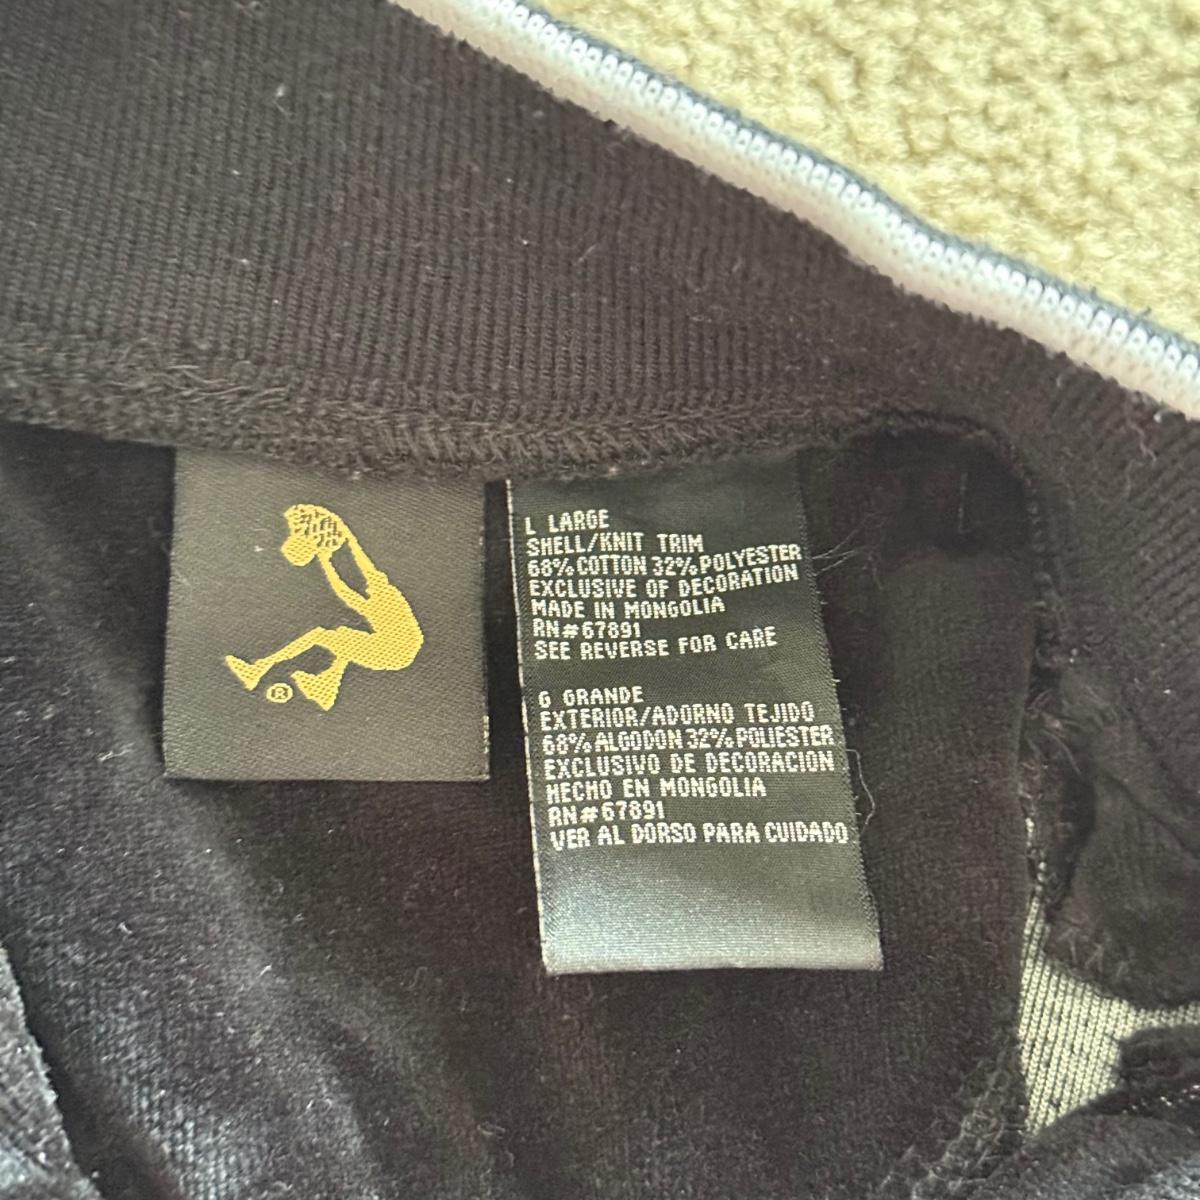 ®
L LARGE
SHELL/KNIT TRIM
68% COTTON 32% POLYESTER
EXCLUSIVE OF DECORATION
MADE IN MONGOLIA
RN#67891
SEE REVERSE FOR CARE
G GRANDE
EXTERIOR/ADORNO TEJIDO
68% ALGODON 32% POLIESTER
EXCLUSIVO DE DECORACION
HECHO EN MONGOLIA
RN#67891
VER AL DORSO PARA CUIDADO